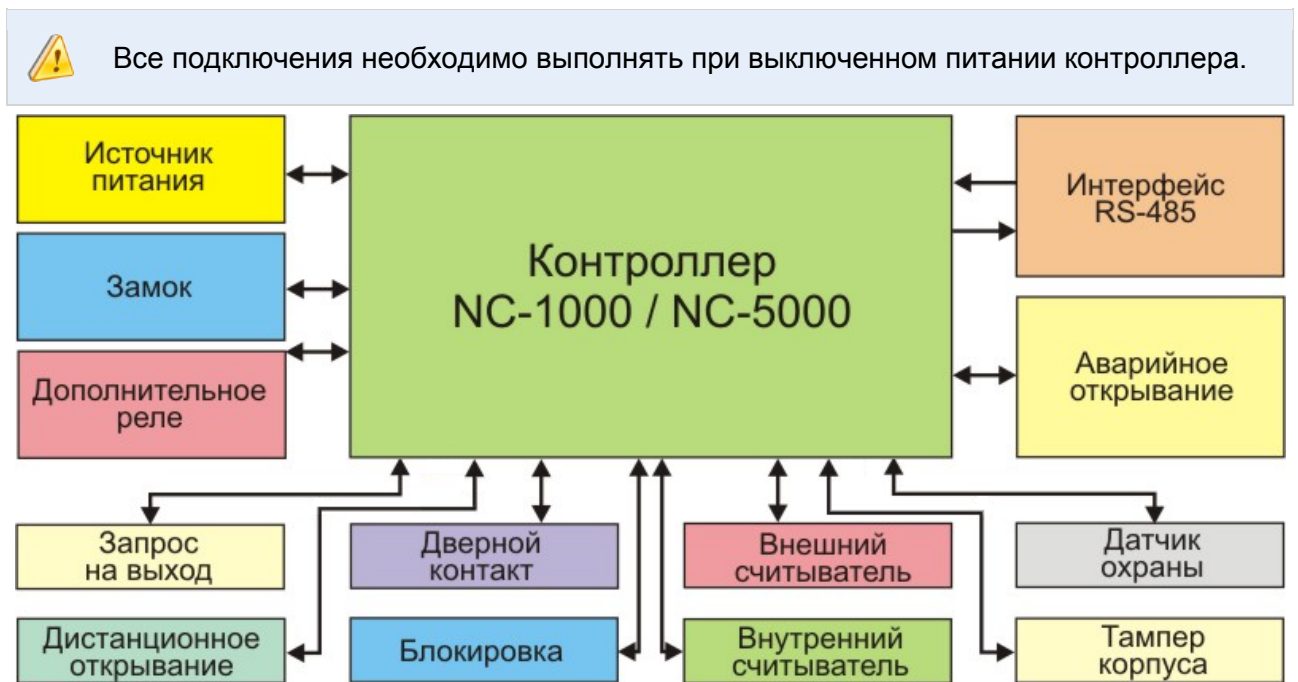 Все подключения необходимо выполнять при выключенном питании контроллера.
Источник
питания
Замок
Дополнительное
реле
Контроллер
NC-1000 / NC-5000
Интерфейс
RS-485
Аварийное
открывание
Запрос
на выход
Дверной
контакт
Внешний
считыватель
Датчик
охраны
Дистанционное
открывание
Блокировка
Внутренний
считыватель
Тампер
корпуса